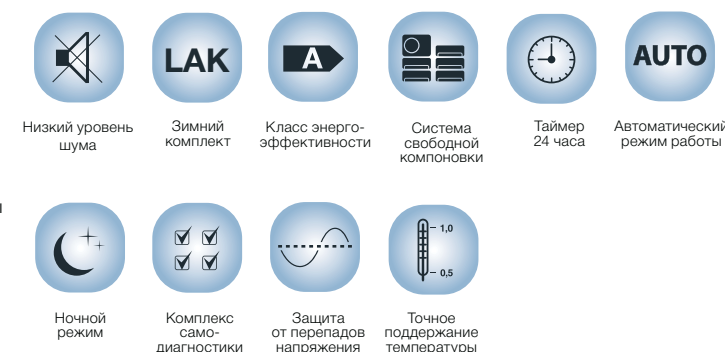 LAK
A
AUTO
Низкий уровень
шума
Зимний
комплект
Класс энерго-
эффективности
Система
свободной
компоновки
Таймер
24 часа
Автоматический
режим работы
1,0
0,5
Ночной
режим
Комплекс
само-
диагностики
Защита
от перепадов
напряжения
Точное
поддержание
температуры